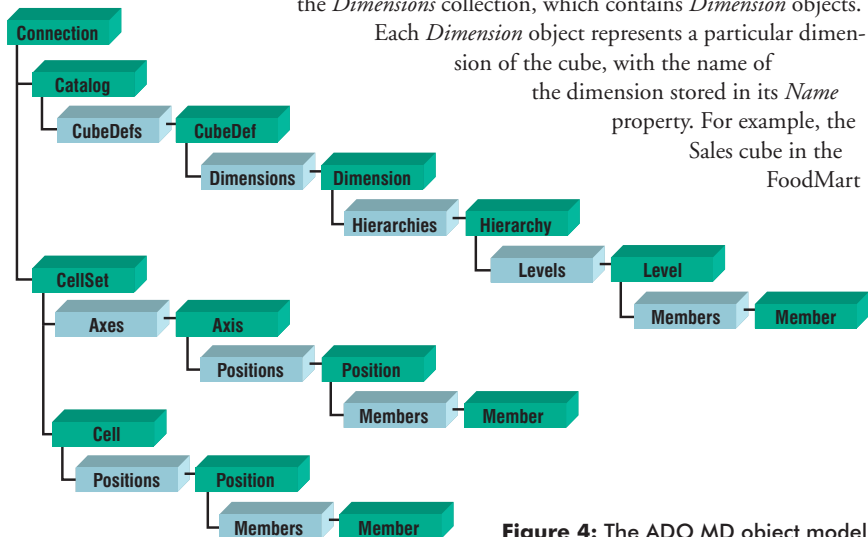 the Dimensions collection, which contains Dimension objects.
Each Dimension object represents a particular dimen-
sion of the cube, with the name of
the dimension stored in its Name
property. For example, the
Sales cube in the
FoodMart
Connection
Catalog
CubeDefs
CubeDef
Dimensions
Dimension
Hierarchies
Hierarchy
Levels
Level
Members
Member
CellSet
Axes
Axis
Positions
Position
Members
Member
Cell
Positions
Position
Members
Member
Figure 4: The ADO MD object model